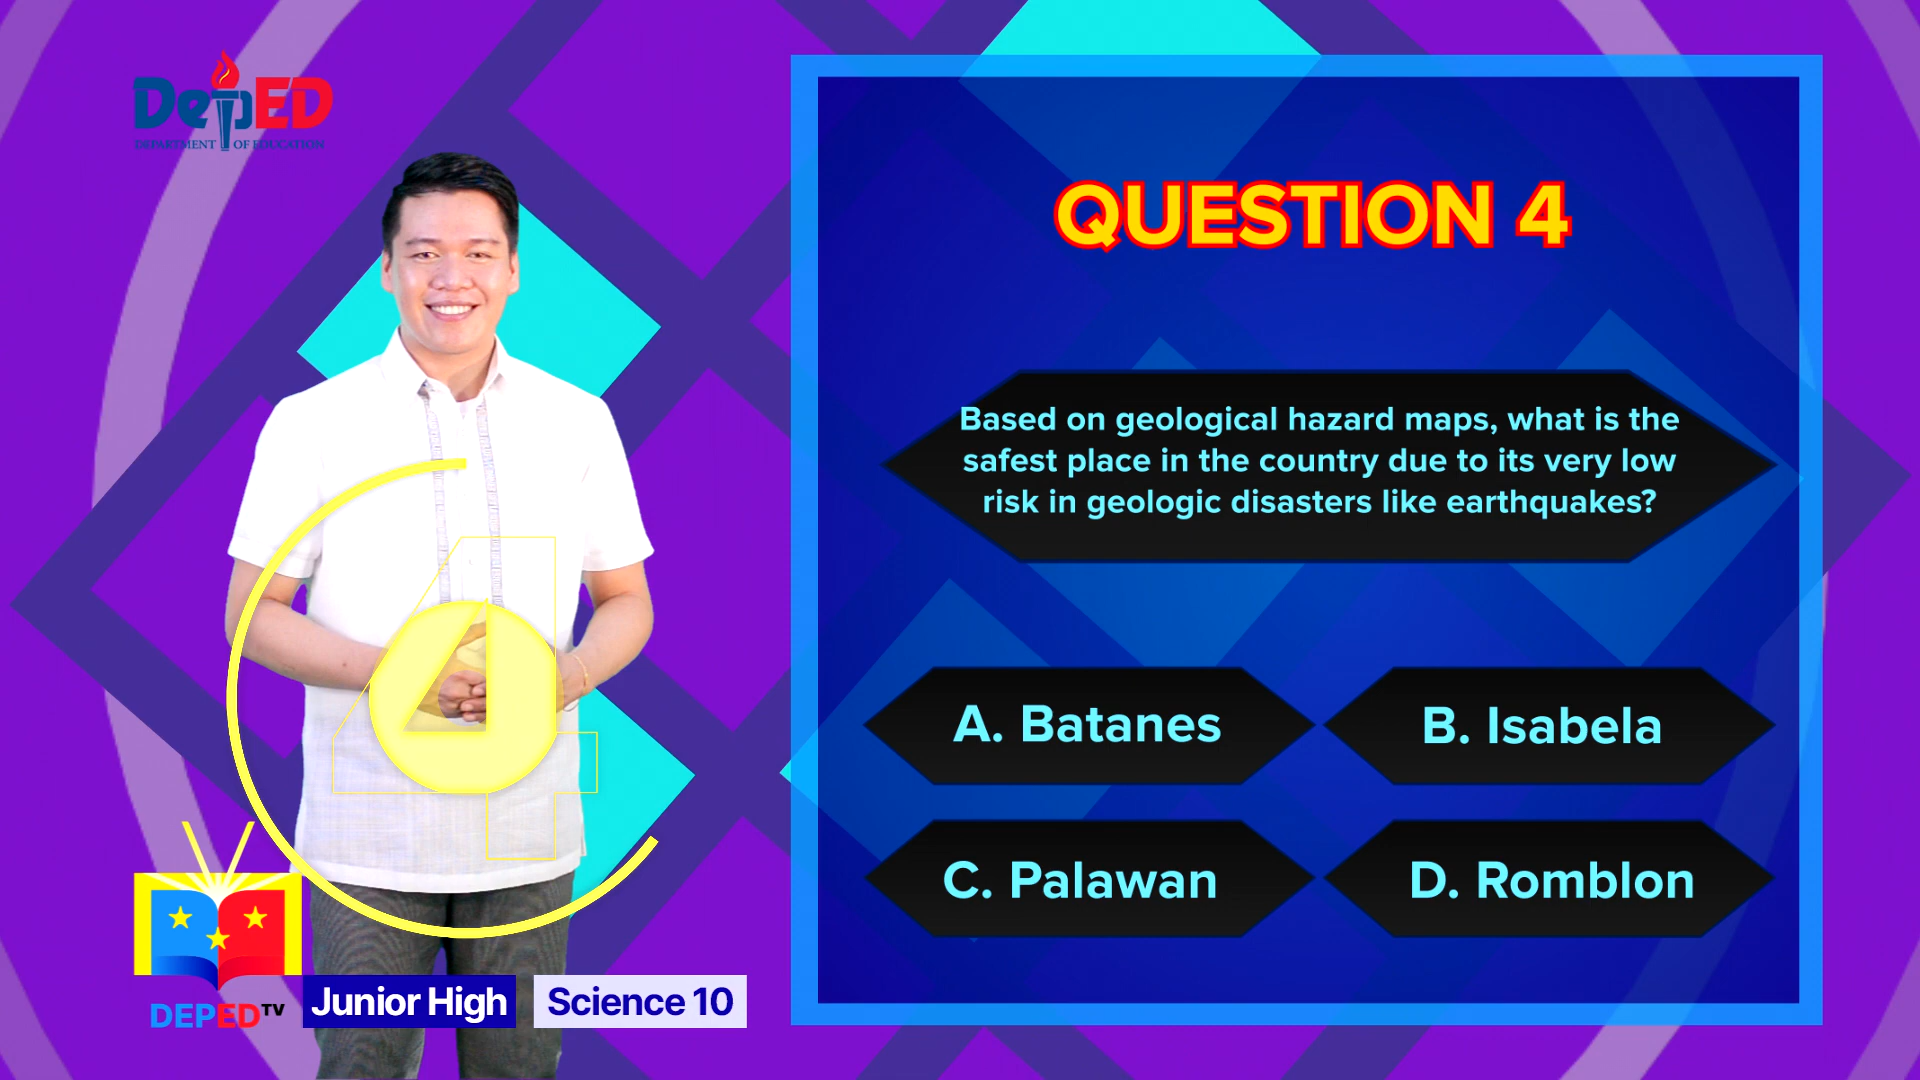 DepED
DEPARTMENT OF EDUCATION
QUESTION 4
Based on geological hazard maps, what is the
safest place in the country due to its very low
risk in geologic disasters like earthquakes?
4
A. Batanes
B. Isabela
C. Palawan
D. Romblon
DEPED TV
Junior High
Science 10